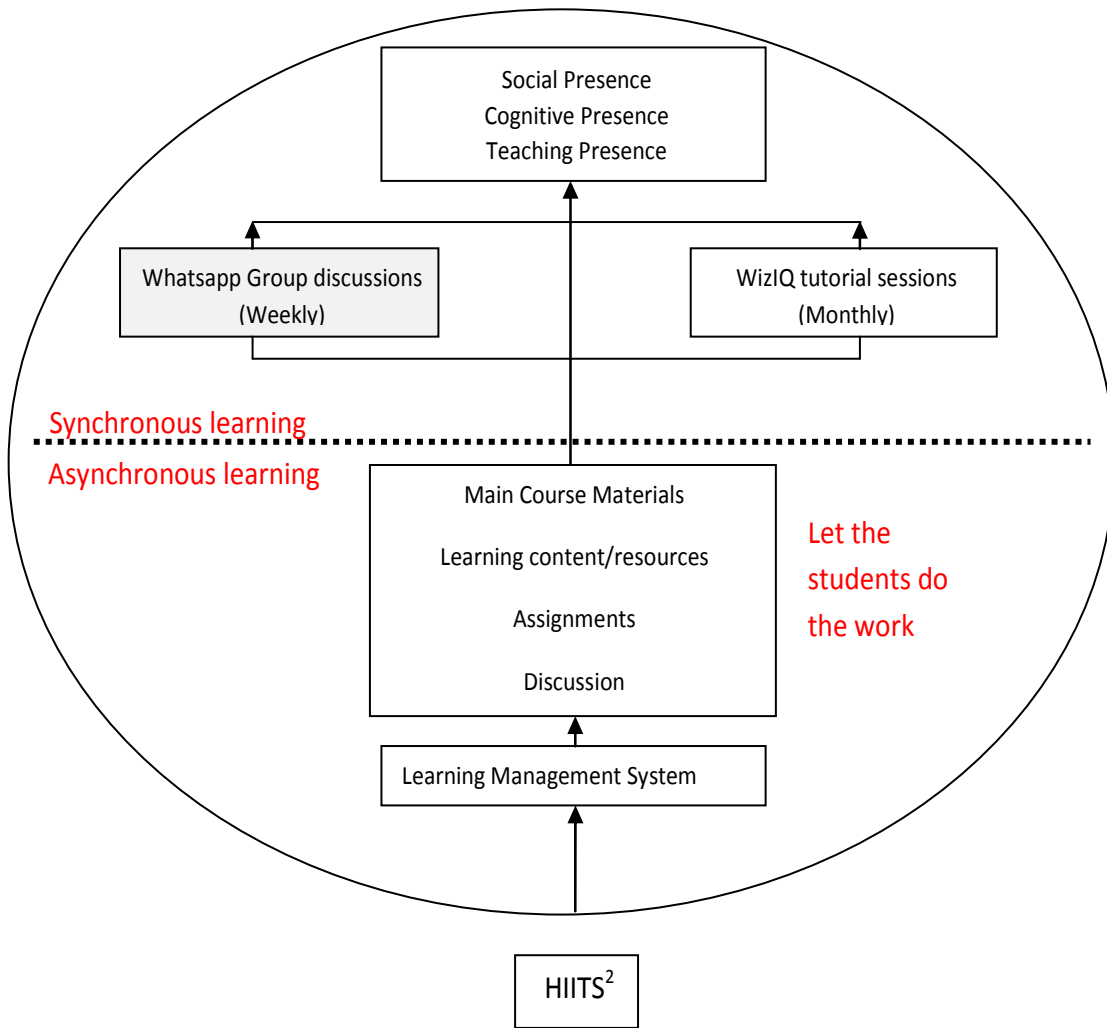 Social Presence
Cognitive Presence
Teaching Presence
Whatsapp Group discussions
(Weekly)
WizIQ tutorial sessions
(Monthly)
Synchronous learning
Asynchronous learning
Main Course Materials
Learning content/resources
Assignments
Discussion
Let the
students do
the work
Learning Management System
HIITS²